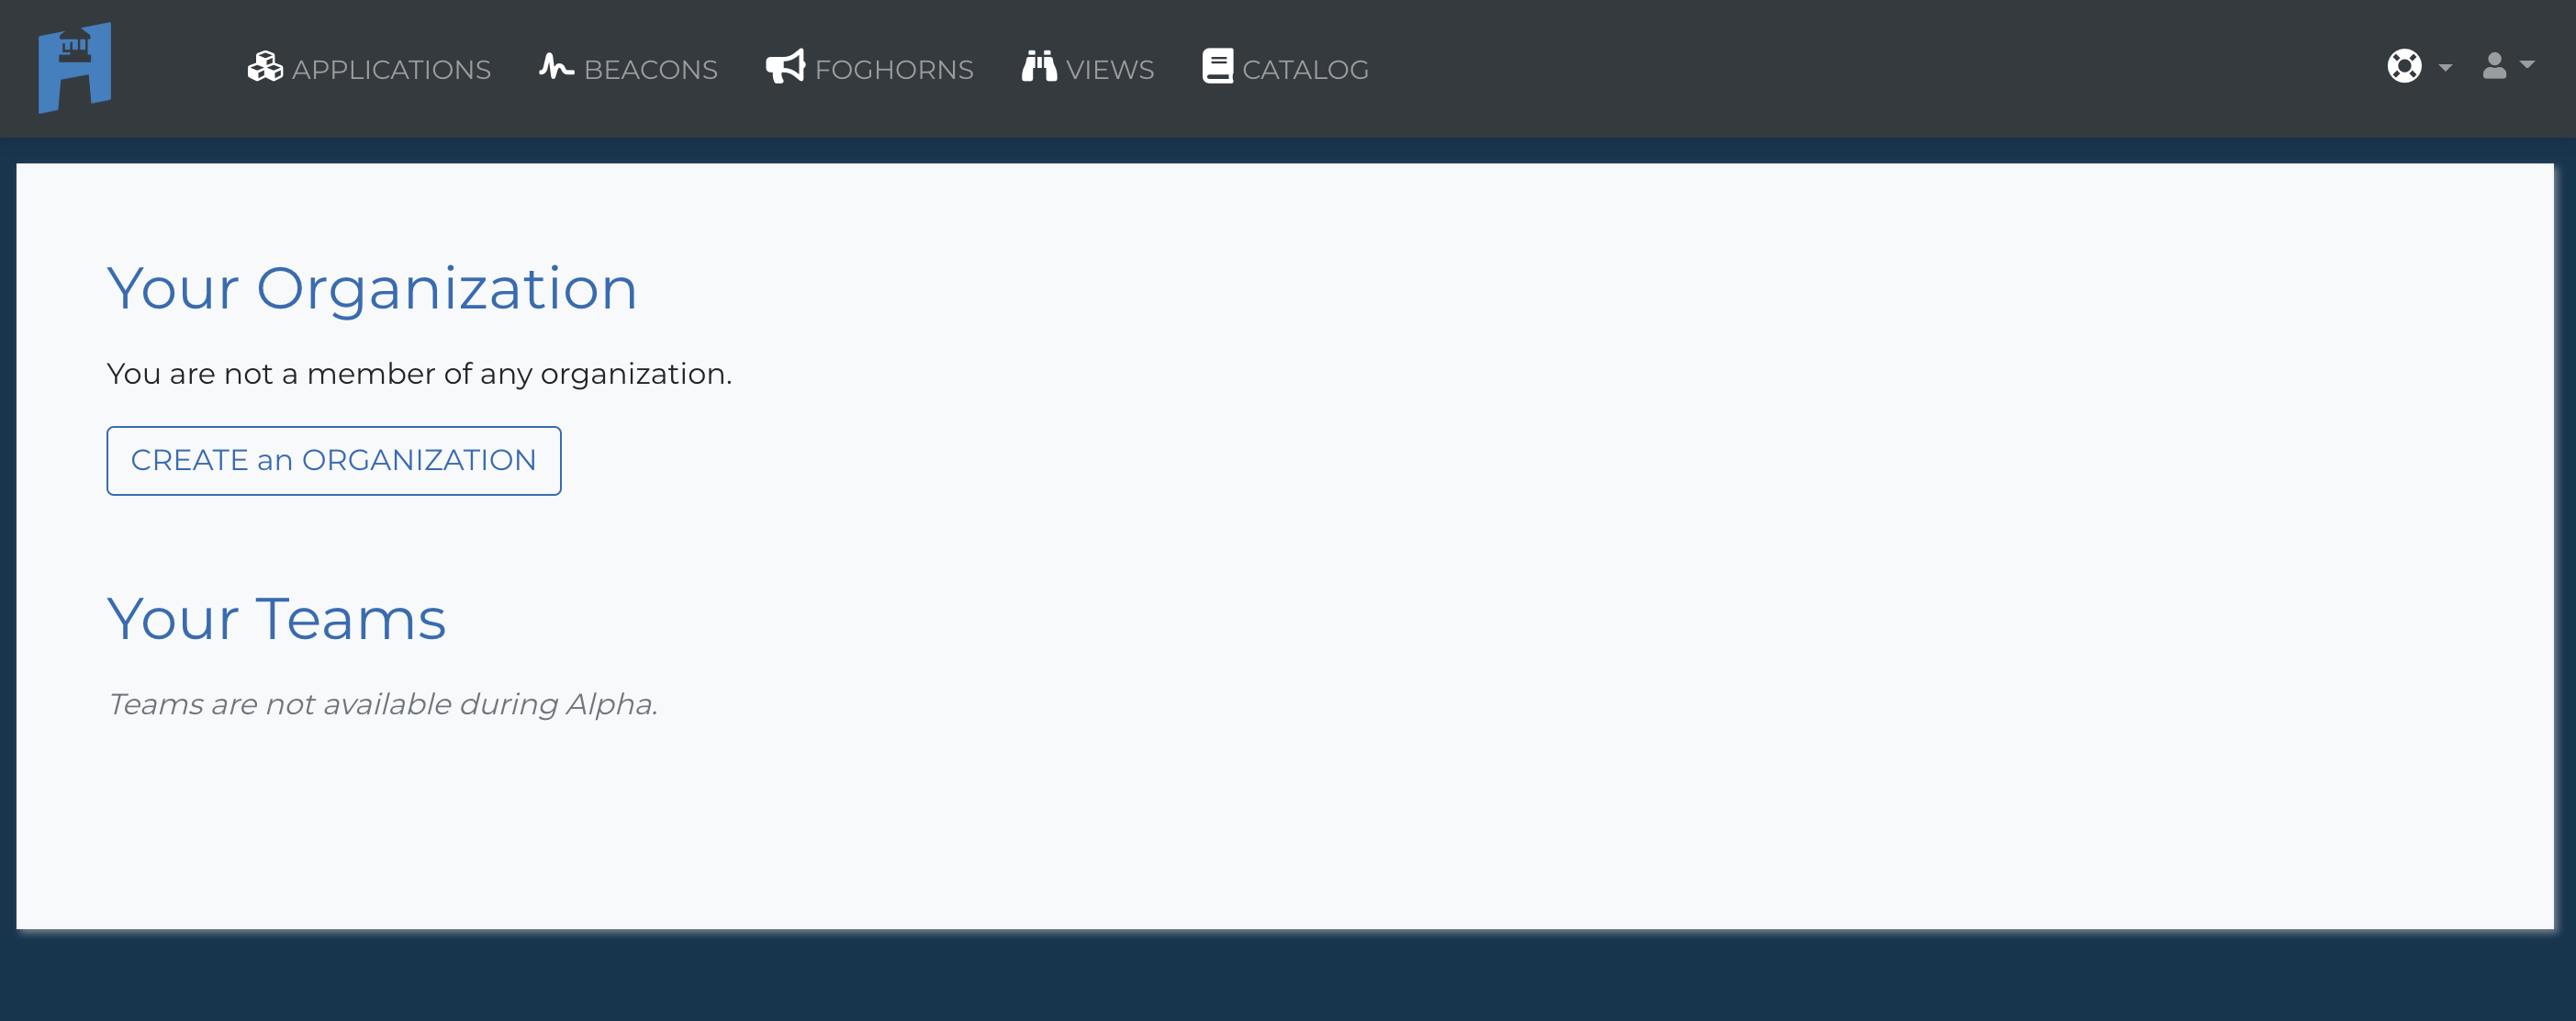 APPLICATIONS BEACONS FOGHORNS VIEWS CATALOG
Your Organization
You are not a member of any organization.
CREATE an ORGANIZATION
Your Teams
Teams are not available during Alpha.